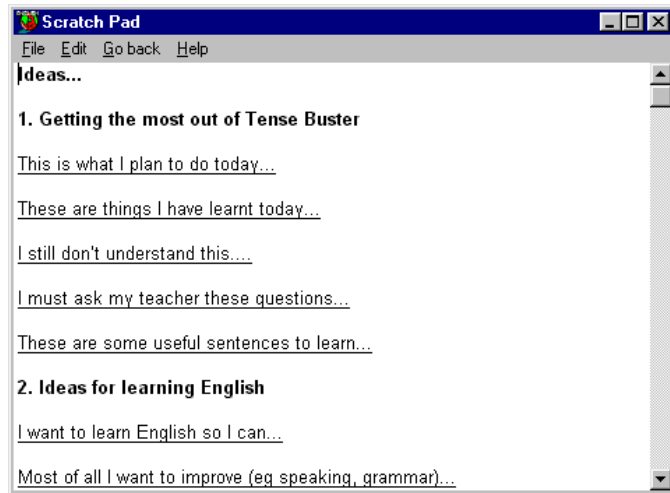 Scratch Pad
File Edit Go back Help
Ideas...
1. Getting the most out of Tense Buster
This is what I plan to do today...
These are things I have learnt today...
I still don't understand this....
I must ask my teacher these questions...
These are some useful sentences to learn...
2. Ideas for learning English
I want to learn English so I can...
Most of all I want to improve (eg speaking, grammar)...